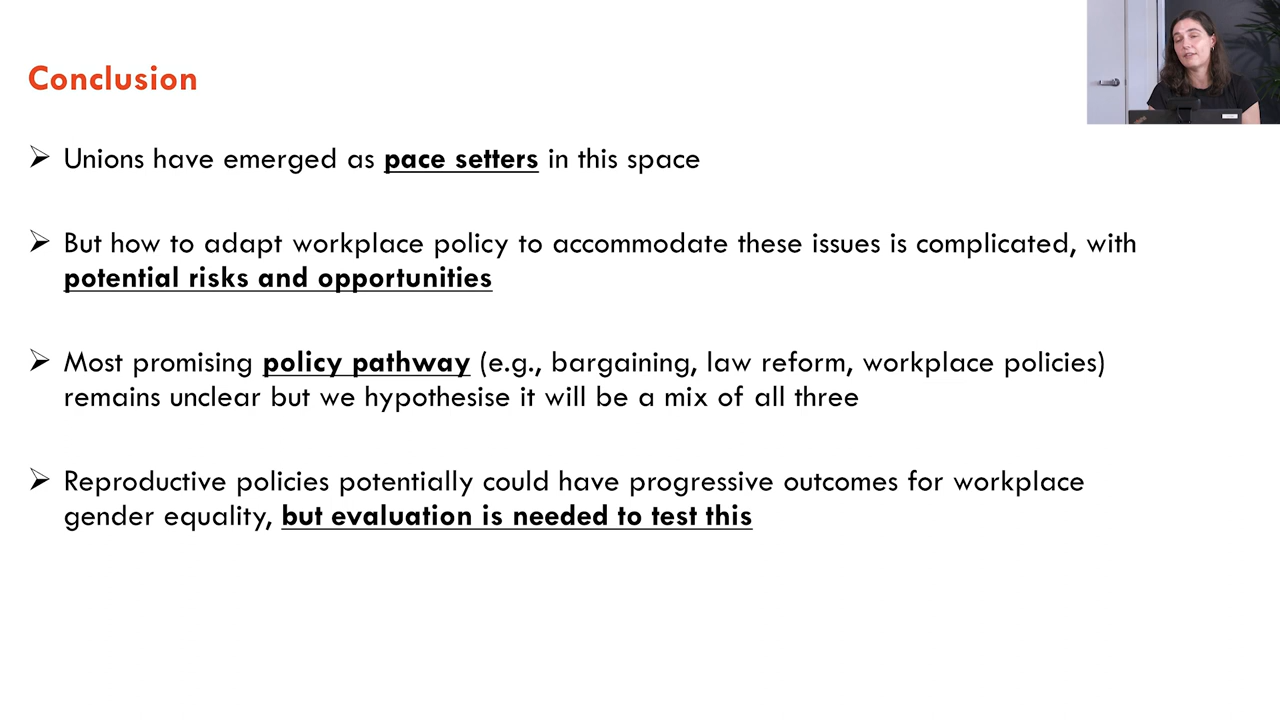 Conclusion
Unions have emerged as pace setters in this space
But how to adapt workplace policy to accommodate these issues is complicated, with
potential risks and opportunities
Most promising policy pathway (e.g., bargaining, law reform, workplace policies)
remains unclear but we hypothesise it will be a mix of all three
Reproductive policies potentially could have progressive outcomes for workplace
gender equality, but evaluation is needed to test this